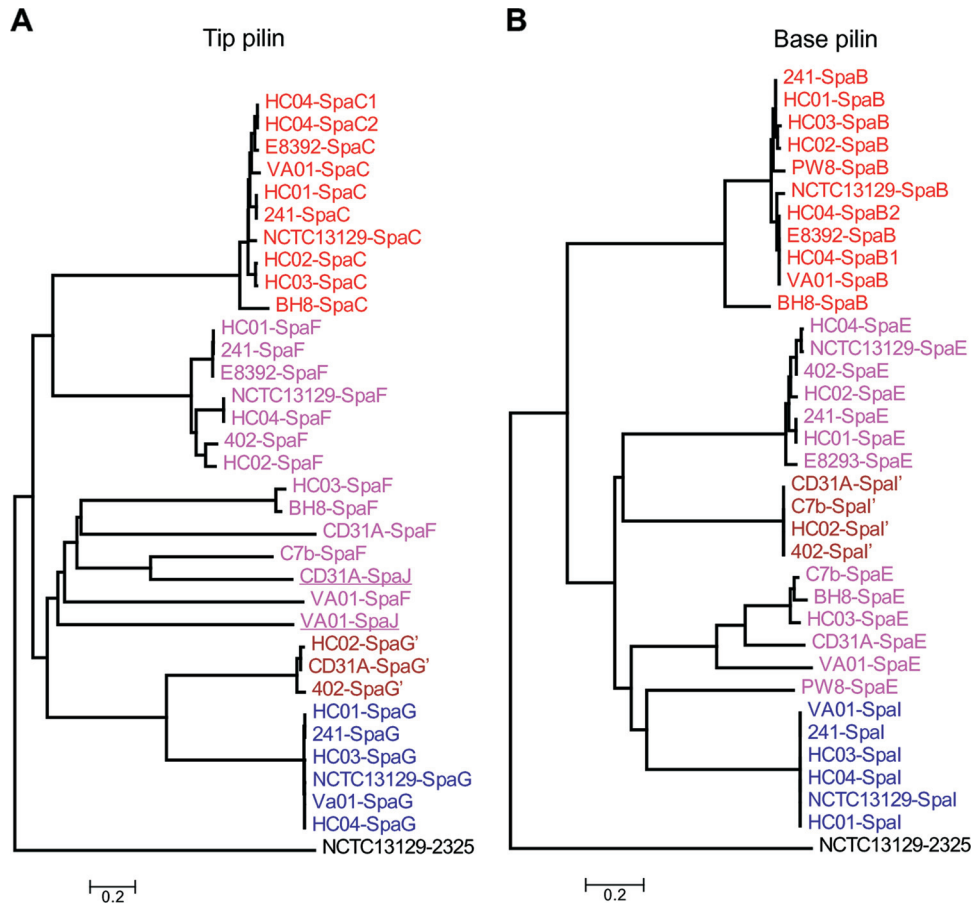 A
Tip pilin
HC04-SpaC1
HC04-SpaC2
E8392-SpaC
VA01-SpaC
HC01-SpaC
241-SpaC
NCTC13129-SpaC
HC02-SpaC
HC03-SpaC
BH8-SpaC
HC01-SpaF
241-SpaF
E8392-SpaF
NCTC13129-SpaF
HC04-SpaF
402-SpaF
HC02-SpaF
HC03-SpaF
BH8-SpaF
CD31A-SpaF
C7b-SpaF
CD31A-SpaJ
VA01-SpaF
VA01-SpaJ
HC02-SpaG'
CD31A-SpaG'
402-SpaG'
HC01-SpaG
241-SpaG
HC03-SpaG
NCTC13129-SpaG
Va01-SpaG
HC04-SpaG
NCTC13129-2325
0.2
B
Base pilin
241-SpaB
HC01-SpaB
HC03-SpaB
HC02-SpaB
PW8-SpaB
NCTC13129-SpaB
HC04-SpaB2
E8392-SpaB
HC04-SpaB1
VA01-SpaB
BH8-SpaB
HC04-SpaE
NCTC13129-SpaE
402-SpaE
HC02-SpaE
241-SpaE
HC01-SpaE
E8293-SpaE
CD31A-SpaI'
C7b-SpaI'
HC02-SpaI'
402-SpaI'
C7b-SpaE
BH8-SpaE
HC03-SpaE
CD31A-SpaE
VA01-SpaE
PW8-SpaE
VA01-SpaI
241-SpaI
HC03-SpaI
HC04-SpaI
NCTC13129-SpaI
HC01-SpaI
NCTC13129-2325
0.2